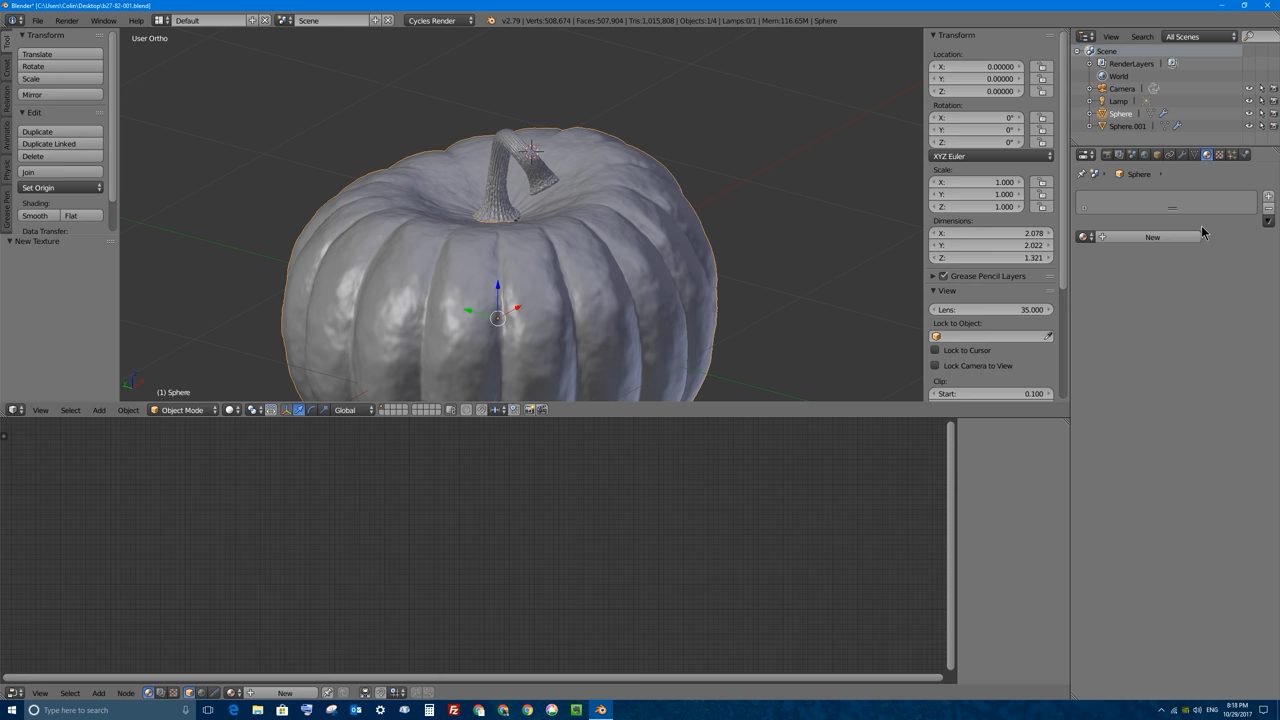 Blender* [C:\Users\Colin\Desktop\b27-82-001.blend]
File Render Window Help Default Scene Cycles Render v2.79 | Verts:508,674 | Faces:507,904 | Tris:1,015,808 | Objects:1/4 | Lamps:0/1 | Mem:116.65M | Sphere
View Search All Scenes
Transform
Translate
Rotate
Scale
Mirror
Edit
Duplicate
Duplicate Linked
Delete
Join
Set Origin
Shading:
Smooth Flat
Data Transfer:
New Texture
Tool
Creat
Relation
Animatio
Physic
Grease Pen
User Ortho
(1) Sphere
Transform
Location:
X: 0.00000
Y: 0.00000
Z: 0.00000
Rotation:
X: 0°
Y: 0°
Z: 0°
XYZ Euler
Scale:
X: 1.000
Y: 1.000
Z: 1.000
Dimensions:
X: 2.078
Y: 2.022
Z: 1.321
Grease Pencil Layers
View
Lens: 35.000
Lock to Object:
Lock to Cursor
Lock Camera to View
Clip:
Start: 0.100
Scene
RenderLayers
World
Camera
Lamp
Sphere
Sphere.001
Sphere
New
View Select Add Object Object Mode Global
View Select Add Node New
Type here to search
ENG
8:18 PM
10/29/2017